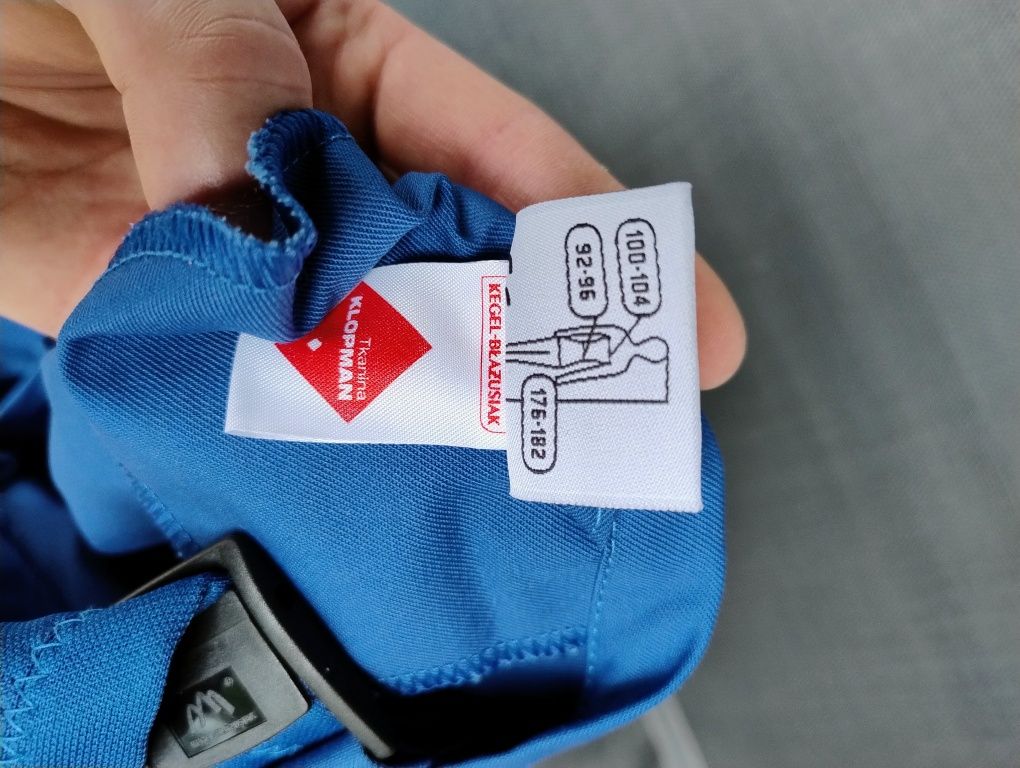 Tkanina
KLOPMAN
KEGEL-BŁAŻUSIAK
100-104
92-96
176-182